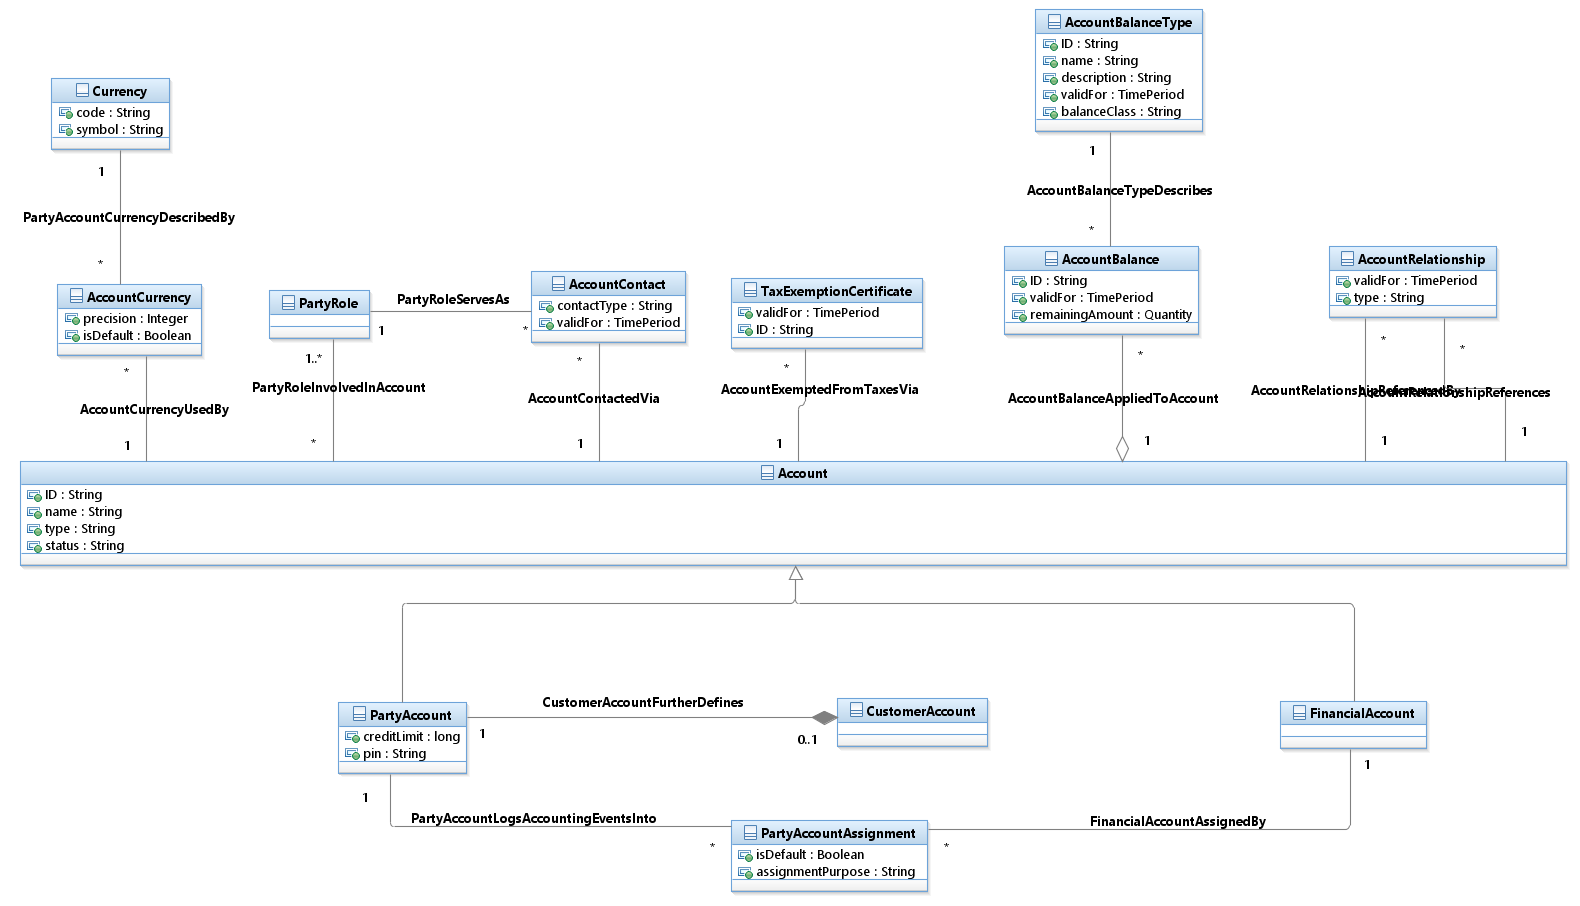 AccountBalanceType
ID : String
name : String
description : String
validFor : TimePeriod
balanceClass : String
Currency
code : String
symbol : String
1
1
AccountBalanceTypeDescribes
PartyAccountCurrencyDescribedBy
*
*
AccountCurrency
precision : Integer
isDefault : Boolean
PartyRole
PartyRoleServesAs
1
*
AccountContact
contactType : String
validFor : TimePeriod
TaxExemptionCertificate
validFor : TimePeriod
ID : String
AccountBalance
ID : String
validFor : TimePeriod
remainingAmount : Quantity
AccountRelationship
validFor : TimePeriod
type : String
*
1..*
*
*
*
*
*
AccountCurrencyUsedBy
PartyRoleInvolvedInAccount
AccountContactedVia
AccountExemptedFromTaxesVia
AccountBalanceAppliedToAccount
AccountRelationshipReferencedBy
AccountRelationshipReferences
1
*
1
1
1
1
1
Account
ID : String
name : String
type : String
status : String
PartyAccount
creditLimit : long
pin : String
CustomerAccountFurtherDefines
1
0..1
CustomerAccount
FinancialAccount
1
1
PartyAccountLogsAccountingEventsInto
FinancialAccountAssignedBy
*
*
PartyAccountAssignment
isDefault : Boolean
assignmentPurpose : String